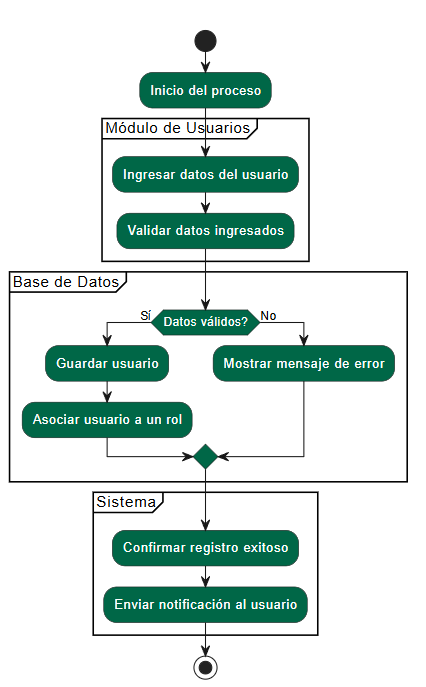 Inicio del proceso
Módulo de Usuarios
Ingresar datos del usuario
Validar datos ingresados
Base de Datos
Sí
Datos válidos?
No
Guardar usuario
Mostrar mensaje de error
Asociar usuario a un rol
Sistema
Confirmar registro exitoso
Enviar notificación al usuario